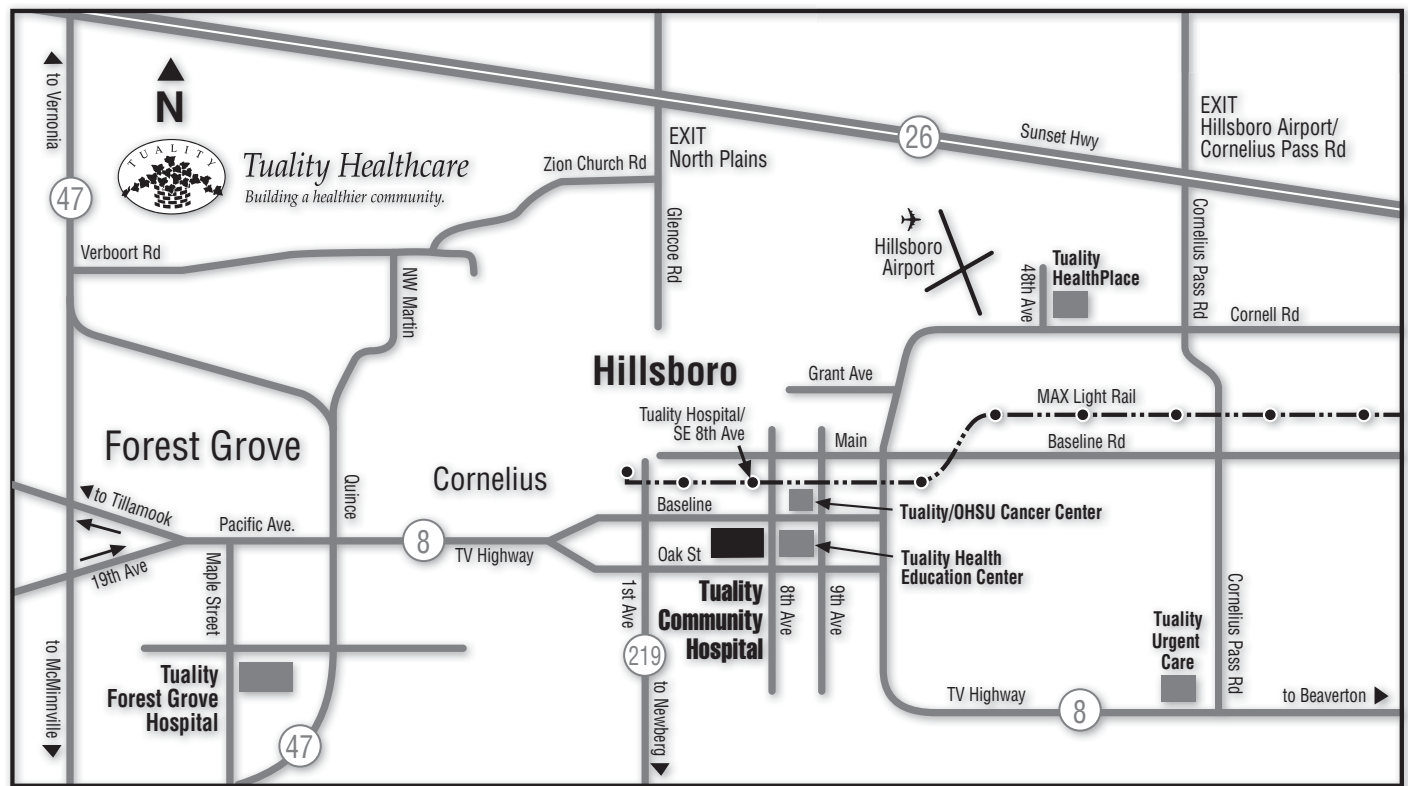 to Vernonia
N
TUALITY
Tuality Healthcare
Building a healthier community.
47
Verboort Rd
NW Martin
Zion Church Rd
EXIT
North Plains
Glencoe Rd
26
Sunset Hwy
EXIT
Hillsboro Airport/
Cornelius Pass Rd
Cornelius Pass Rd
Hillsboro
Airport
48th Ave
Tuality
HealthPlace
Cornell Rd
Hillsboro
Grant Ave
MAX Light Rail
Tuality Hospital/
SE 8th Ave
Main
Baseline Rd
Forest Grove
Cornelius
Quince
to Tillamook
Pacific Ave.
19th Ave
Maple Street
8
TV Highway
Baseline
Oak St
Tuality/OHSU Cancer Center
Tuality Health
Education Center
1st Ave
Tuality
Community
Hospital
8th Ave
9th Ave
219
to Newberg
Tuality
Urgent
Care
Cornelius Pass Rd
TV Highway
8
to Beaverton
to McMinnville
Tuality
Forest Grove
Hospital
47